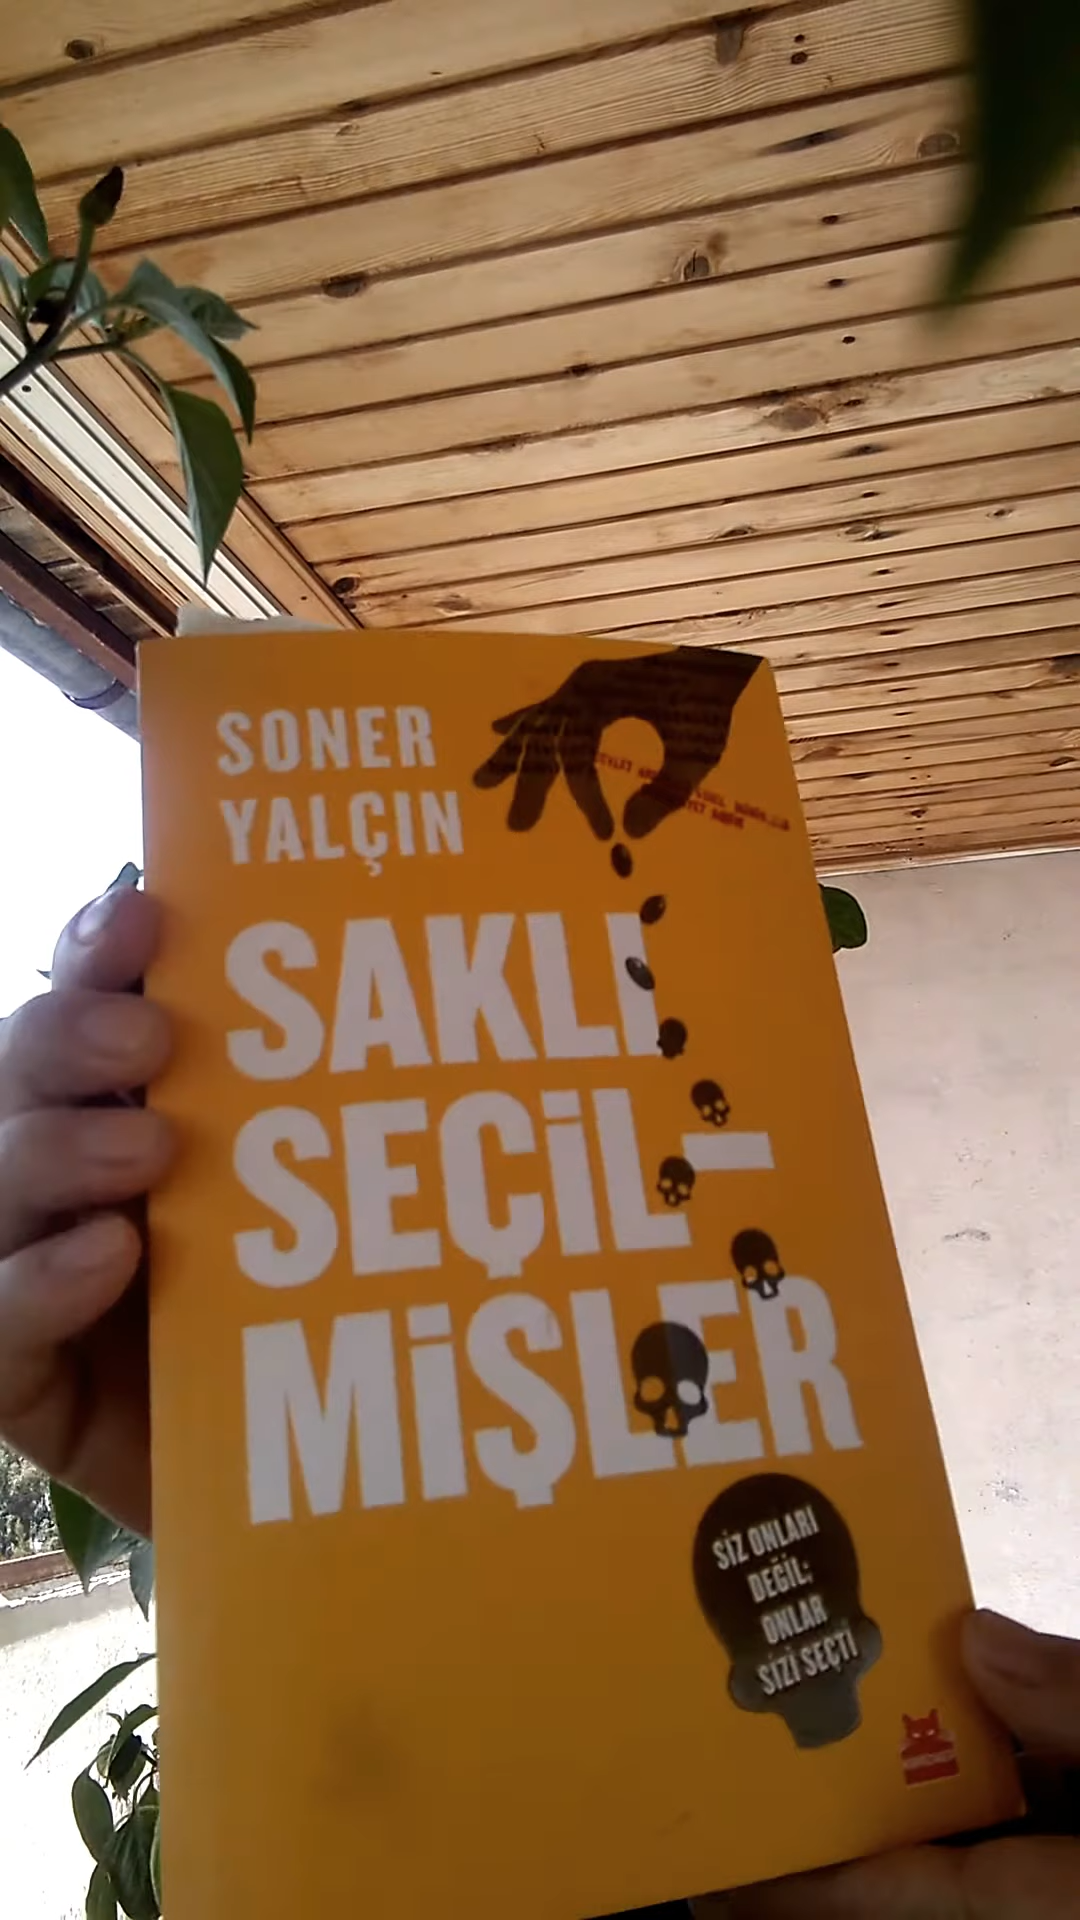 SONER
YALÇIN
SAKLI
SEÇİL-
MİŞLER
SİZ ONLARI
DEĞİL;
ONLAR
SİZİ SEÇTİ